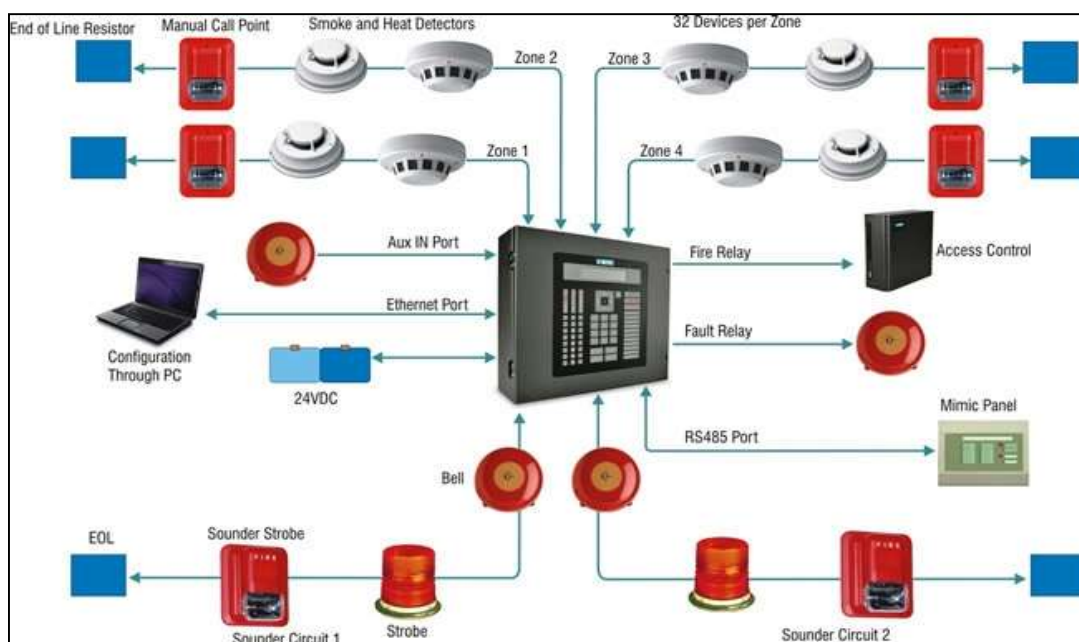 End of Line Resistor
Manual Call Point
Smoke and Heat Detectors
32 Devices per Zone
Zone 2
Zone 3
Zone 1
Zone 4
Aux IN Port
Fire Relay
Access Control
Ethernet Port
Fault Relay
Configuration
Through PC
24VDC
Mimic Panel
RS485 Port
Bell
EOL
Sounder Strobe
FIRE
FIRE
Sounder Circuit 1
Strobe
Sounder Circuit 2